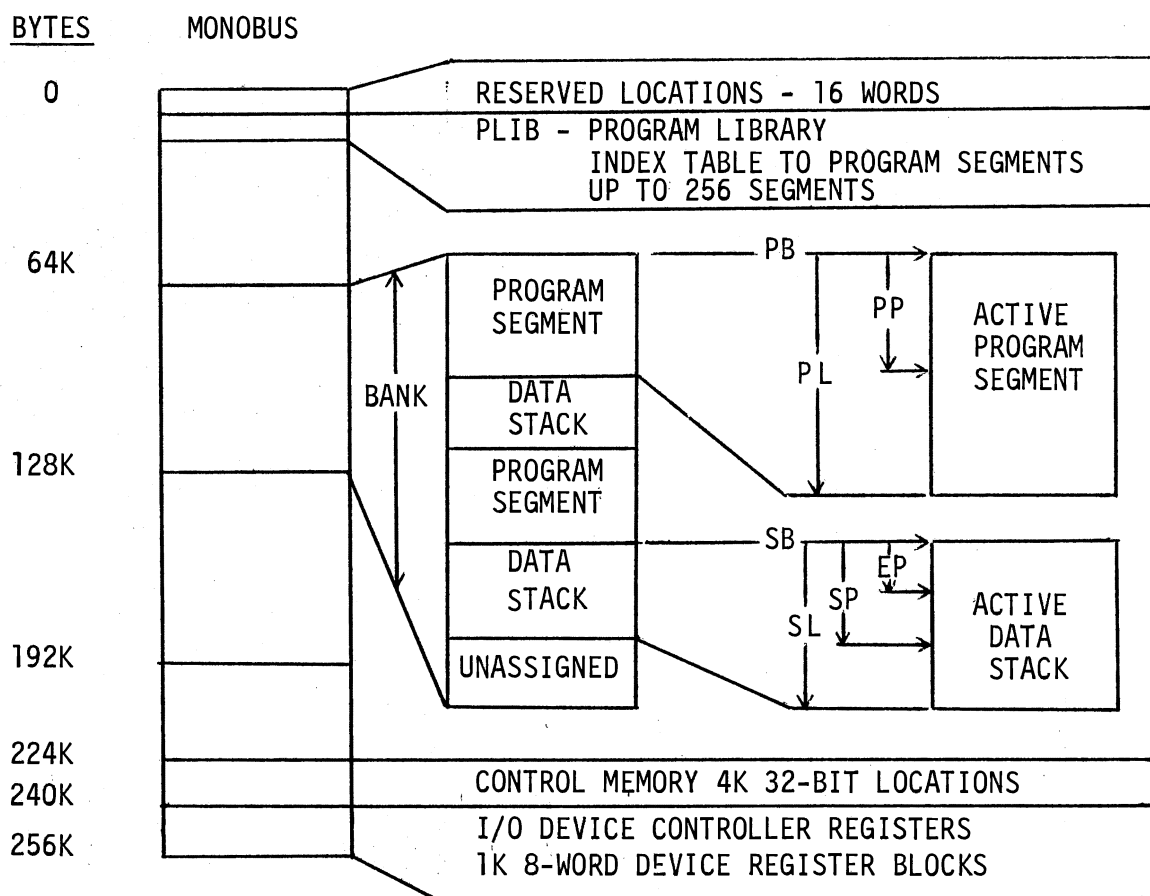 BYTES MONOBUS
0
RESERVED LOCATIONS - 16 WORDS
PLIB - PROGRAM LIBRARY
INDEX TABLE TO PROGRAM SEGMENTS
UP TO 256 SEGMENTS
64K
PB
PROGRAM
SEGMENT
PP
ACTIVE
PROGRAM
SEGMENT
PL
BANK
DATA
STACK
128K
PROGRAM
SEGMENT
SB
DATA
STACK
EP
SP
SL
ACTIVE
DATA
STACK
192K
UNASSIGNED
224K
CONTROL MEMORY 4K 32-BIT LOCATIONS
240K
I/O DEVICE CONTROLLER REGISTERS
256K
1K 8-WORD DEVICE REGISTER BLOCKS